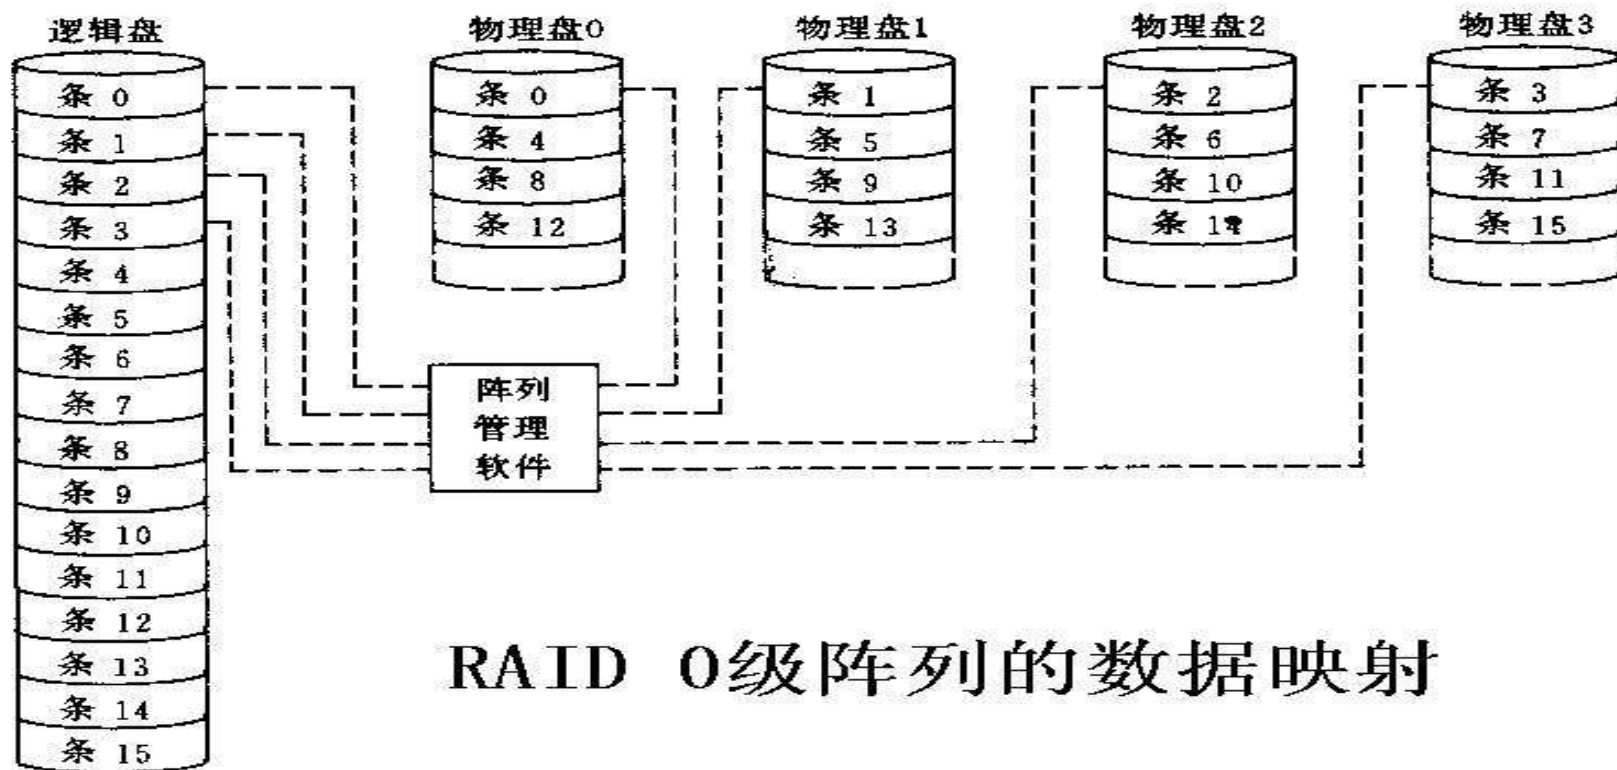 逻辑盘
条 0
条 1
条 2
条 3
条 4
条 5
条 6
条 7
条 8
条 9
条 10
条 11
条 12
条 13
条 14
条 15
物理盘0
条 0
条 4
条 8
条 12
物理盘1
条 1
条 5
条 9
条 13
物理盘2
条 2
条 6
条 10
条 14
物理盘3
条 3
条 7
条 11
条 15
阵列
管理
软件
RAID 0级阵列的数据映射